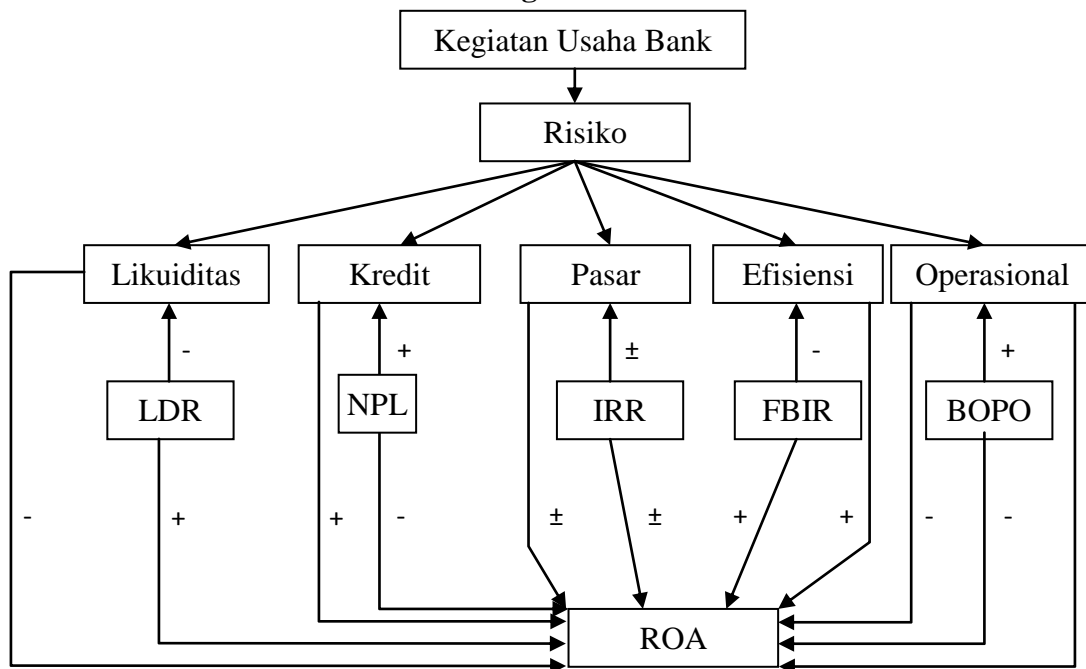 Kegiatan Usaha Bank
Risiko
Likuiditas Kredit Pasar Efisiensi Operasional
- + ± - +
LDR NPL IRR FBIR BOPO
- + + - ± ± + + - -
ROA